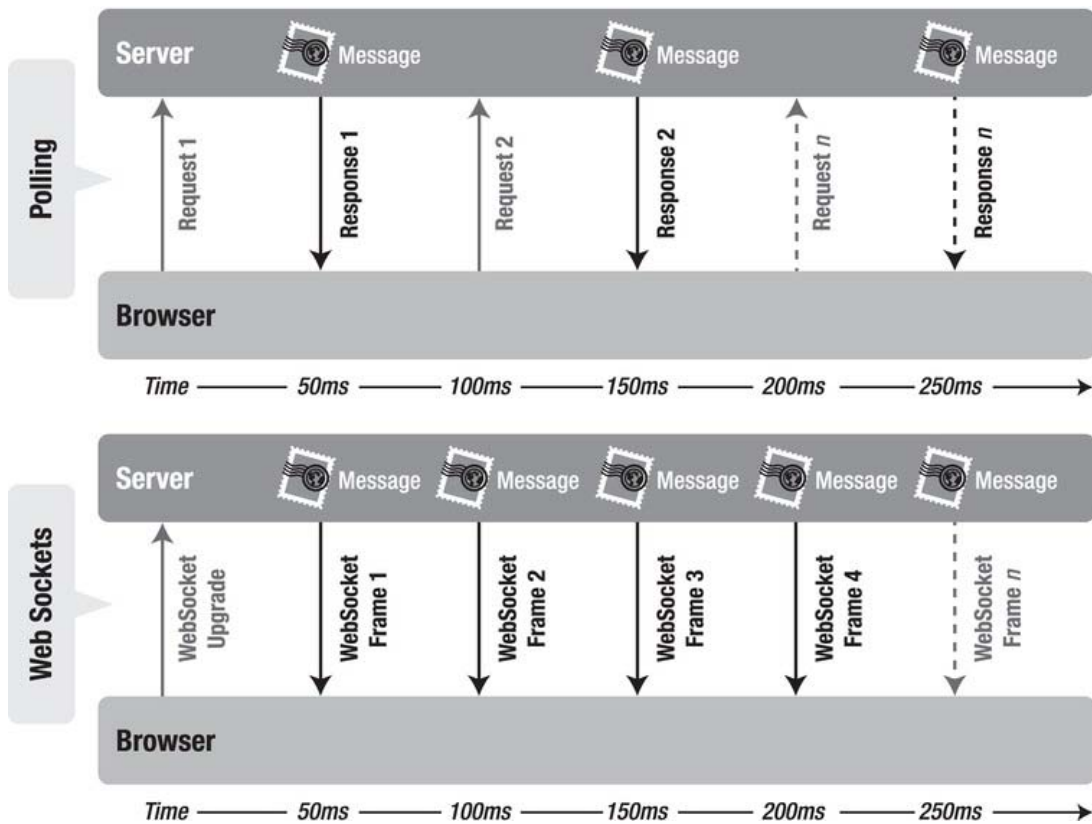 Polling
Server
Message
Message
Message
Request 1
Response 1
Request 2
Response 2
Request n
Response n
Browser
Time
50ms
100ms
150ms
200ms
250ms
Web Sockets
Server
Message
Message
Message
Message
Message
WebSocket
Upgrade
WebSocket
Frame 1
WebSocket
Frame 2
WebSocket
Frame 3
WebSocket
Frame 4
WebSocket
Frame n
Browser
Time
50ms
100ms
150ms
200ms
250ms